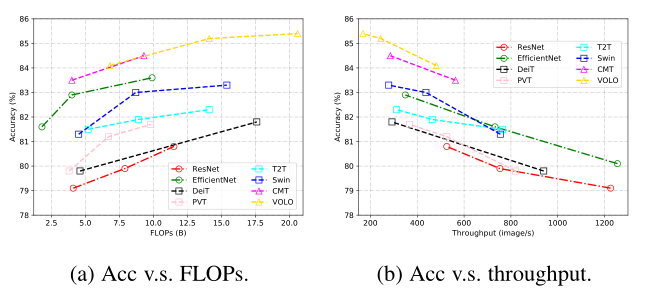 86
85
84
83
82
81
80
79
78
Accuracy (%)
2.5 5.0 7.5 10.0 12.5 15.0 17.5 20.0
FLOPs (B)
ResNet
EfficientNet
DeiT
PVT
T2T
Swin
CMT
VOLO
86
85
84
83
82
81
80
79
78
Accuracy (%)
200 400 600 800 1000 1200
Throughput (image/s)
ResNet
EfficientNet
DeiT
PVT
T2T
Swin
CMT
VOLO
(a) Acc v.s. FLOPs.
(b) Acc v.s. throughput.